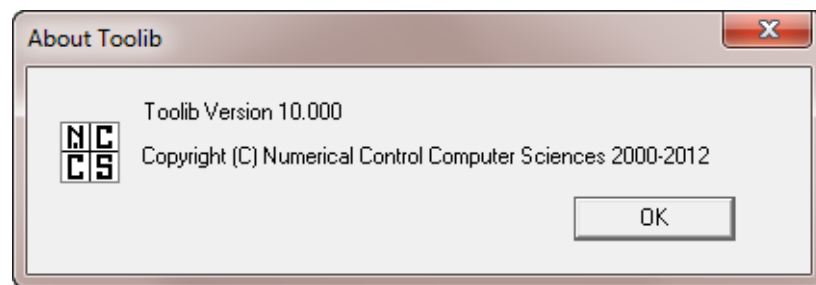 About Toolib
Toolib Version 10.000
NC
CS
Copyright (C) Numerical Control Computer Sciences 2000-2012
OK